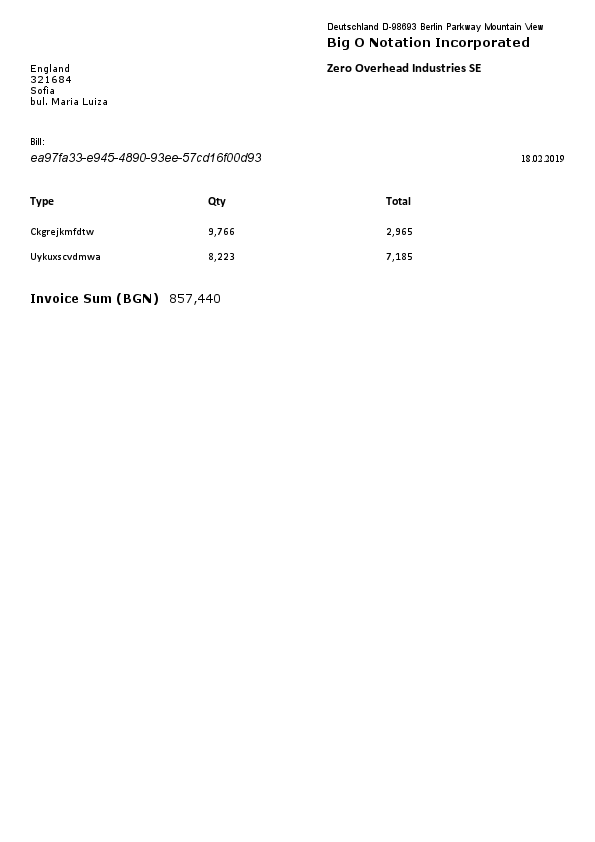 Deutschland D-98693 Berlin Parkway Mountain View
Big O Notation Incorporated
Zero Overhead Industries SE
England
321684
Sofia
bul. Maria Luiza
Bill:
ea97fa33-e945-4890-93ee-57cd16f00d93
18.02.2019
Type Qty Total
Ckgrejkmfdtw 9,766 2,965
Uykuxscvdmwa 8,223 7,185
Invoice Sum (BGN) 857,440